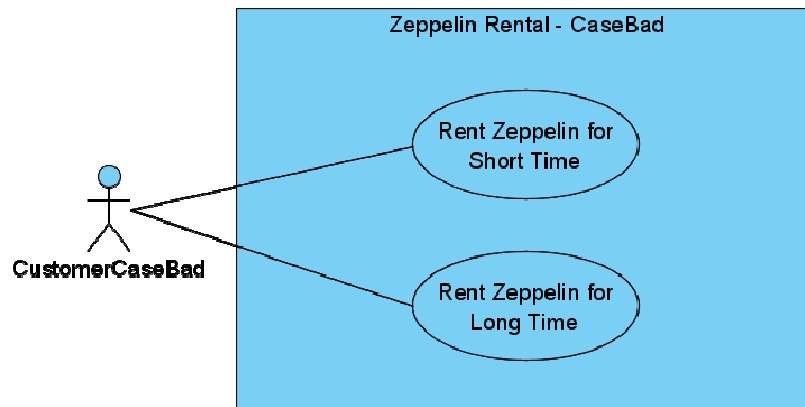 Zeppelin Rental - CaseBad
Rent Zeppelin for
Short Time
CustomerCaseBad
Rent Zeppelin for
Long Time